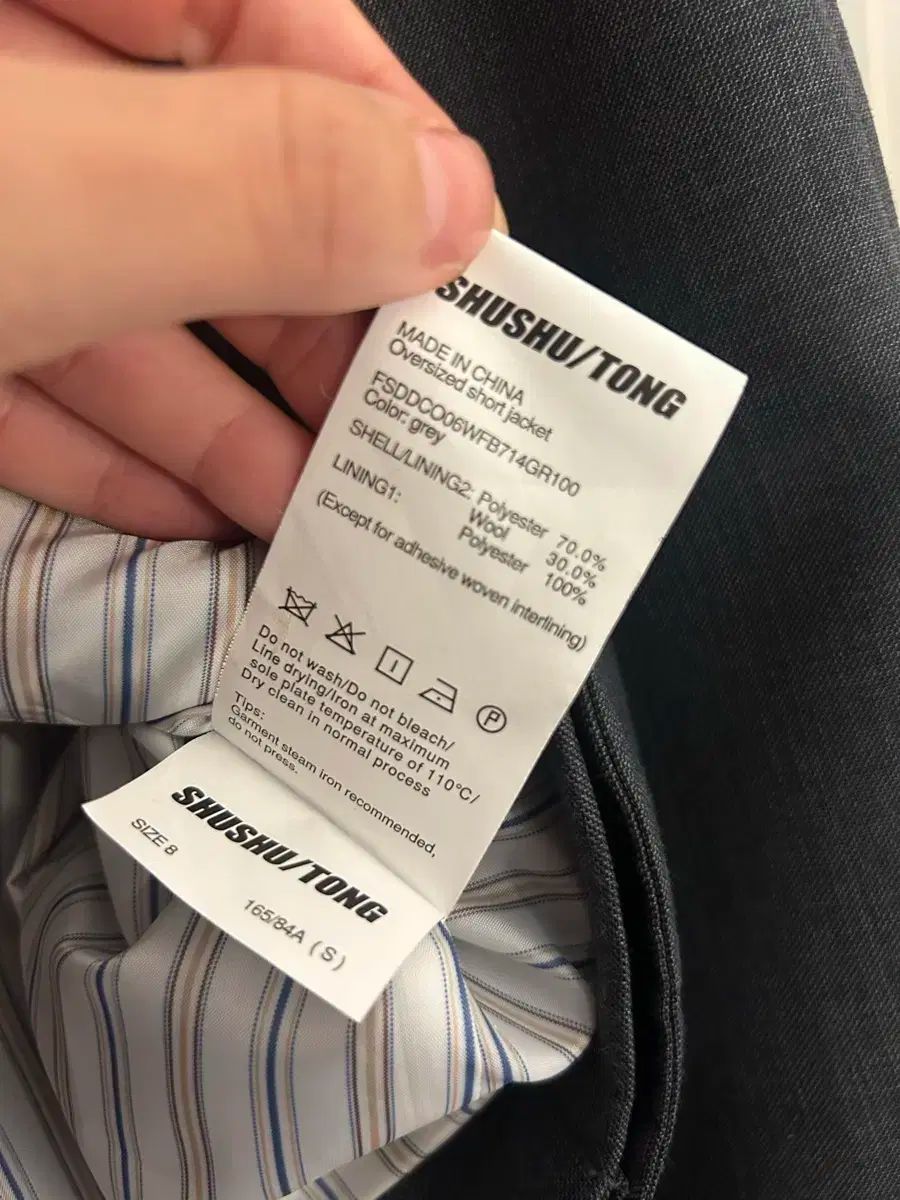 SHUSHU/TONG
MADE IN CHINA
Oversized short jacket
FSDDCO06WFB714GR100
Color: grey
SHELL/LINING2: Polyester 70.0%
Wool 30.0%
LINING1: Polyester 100%
(Except for adhesive woven interlining)
P
Do not wash/Do not bleach/
Line drying/Iron at maximum
sole plate temperature of 110°C/
Dry clean in normal process
Tips:
Garment steam iron recommended,
do not press.
SHUSHU/TONG
SIZE 8
165/84A (S)